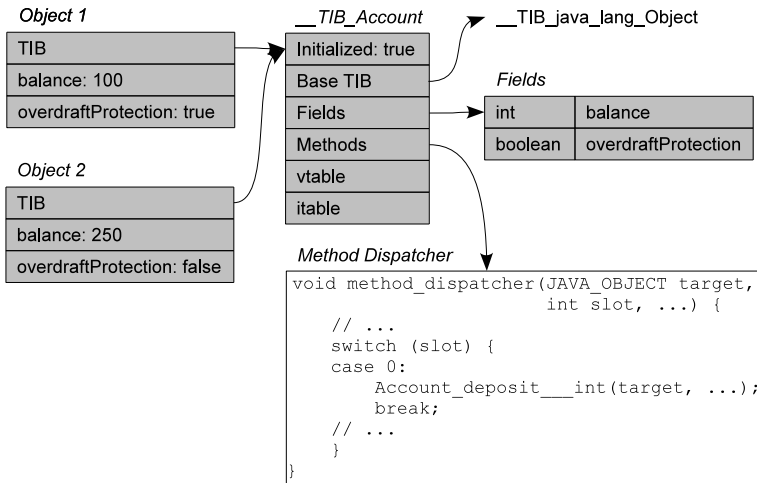 Object 1
TIB
balance: 100
overdraftProtection: true
Object 2
TIB
balance: 250
overdraftProtection: false
__TIB_Account
Initialized: true
Base TIB
Fields
Methods
vtable
itable
__TIB_java_lang_Object
Fields
int balance
boolean overdraftProtection
Method Dispatcher
void method_dispatcher(JAVA_OBJECT target,
int slot, ...) {
// ...
switch (slot) {
case 0:
Account_deposit___int(target, ...);
break;
// ...
}
}